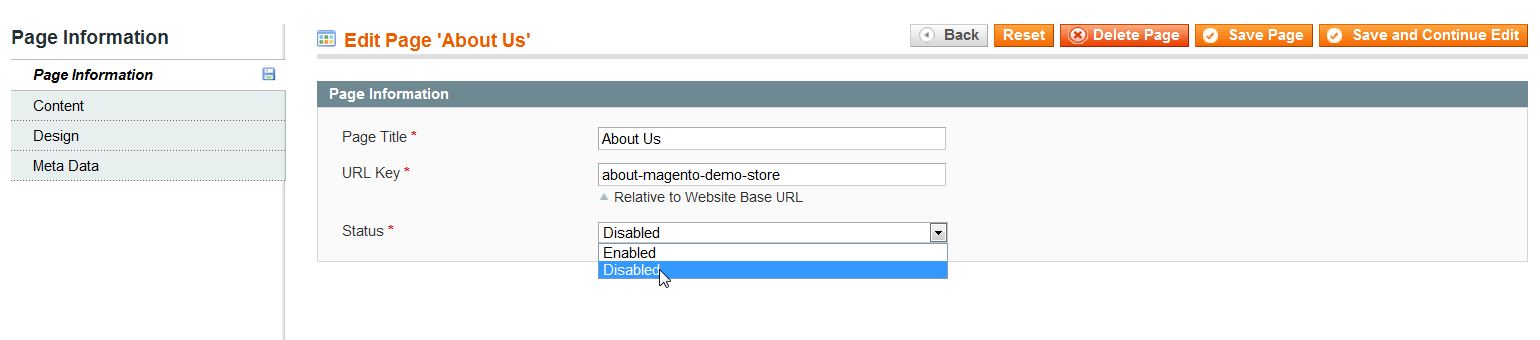 Page Information
Page Information
Content
Design
Meta Data
Edit Page 'About Us'
Back Reset Delete Page Save Page Save and Continue Edit
Page Information
Page Title * About Us
URL Key * about-magento-demo-store
Relative to Website Base URL
Status * Disabled
Enabled
Disabled